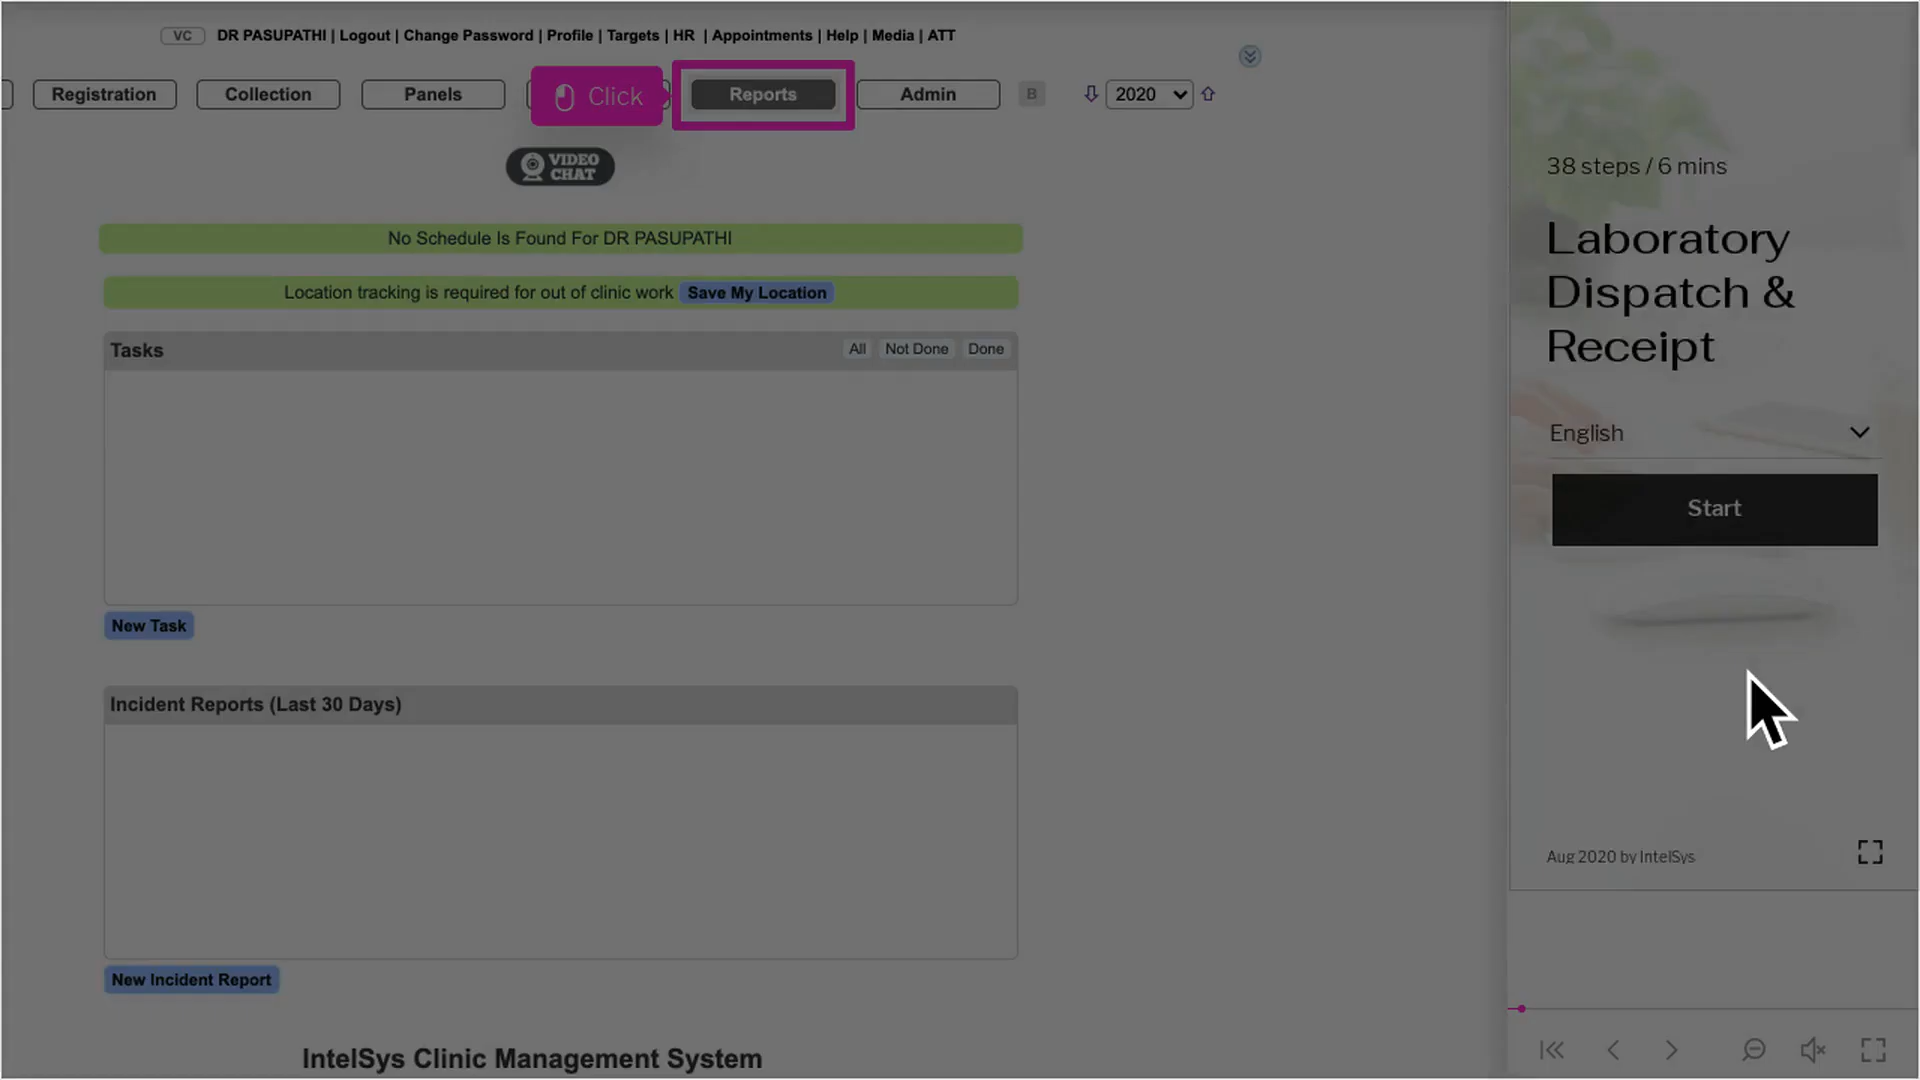 VC DR PASUPATHI | Logout | Change Password | Profile | Targets | HR | Appointments | Help | Media | ATT
Registration Collection Panels Click Reports Admin B 2020
VIDEO CHAT
No Schedule Is Found For DR PASUPATHI
Location tracking is required for out of clinic work Save My Location
Tasks All Not Done Done
New Task
Incident Reports (Last 30 Days)
New Incident Report
IntelSys Clinic Management System
38 steps / 6 mins
Laboratory
Dispatch &
Receipt
English
Start
Aug 2020 by IntelSys